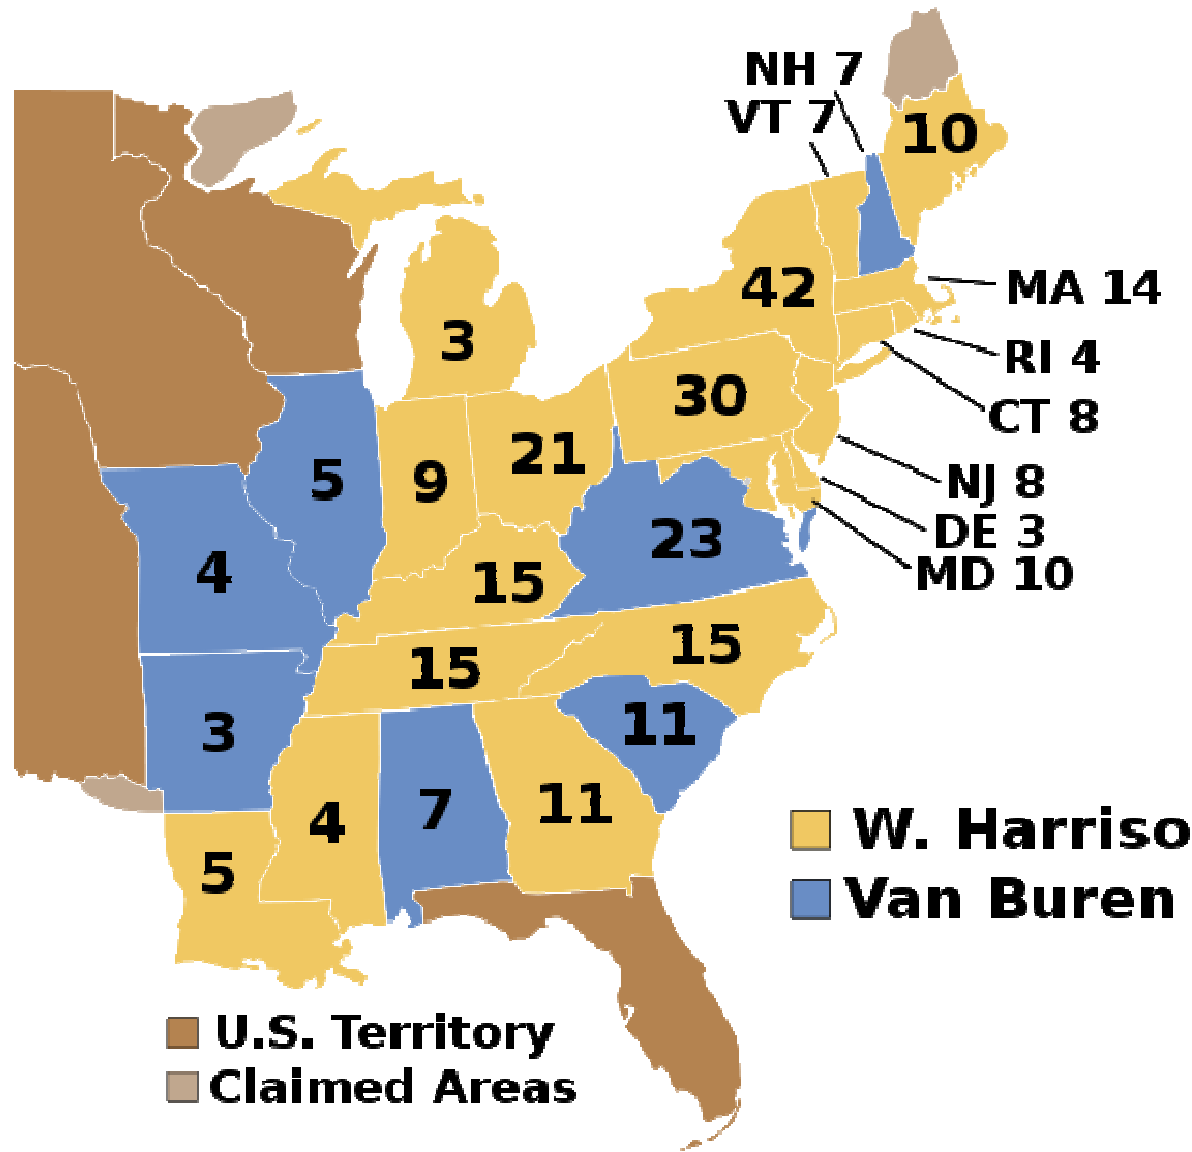 NH 7
VT 7
10
42
MA 14
3
RI 4
30
CT 8
21
5
9
NJ 8
23
DE 3
4
15
MD 10
15
15
3
11
4
7
11
5
W. Harriso
Van Buren
U.S. Territory
Claimed Areas